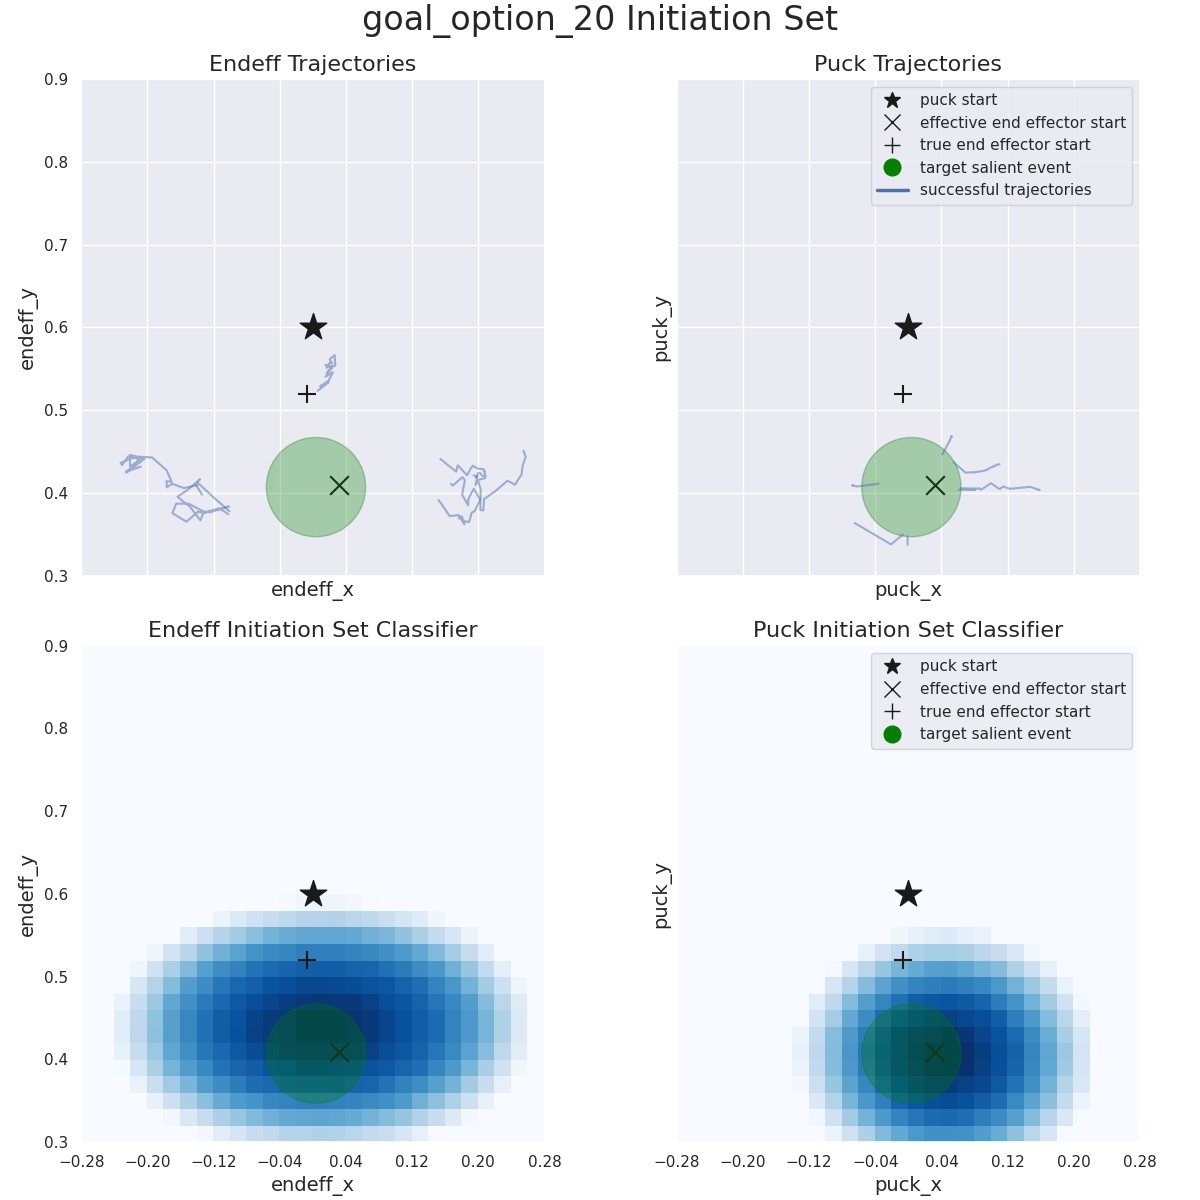 goal_option_20 Initiation Set
Endeff Trajectories
0.9
0.8
0.7
0.6
0.5
0.4
0.3
endeff_y
endeff_x
Puck Trajectories
puck start
effective end effector start
true end effector start
target salient event
successful trajectories
puck_y
puck_x
Endeff Initiation Set Classifier
0.9
0.8
0.7
0.6
0.5
0.4
0.3
endeff_y
−0.28 −0.20 −0.12 −0.04 0.04 0.12 0.20 0.28
endeff_x
Puck Initiation Set Classifier
puck start
effective end effector start
true end effector start
target salient event
puck_y
−0.28 −0.20 −0.12 −0.04 0.04 0.12 0.20 0.28
puck_x